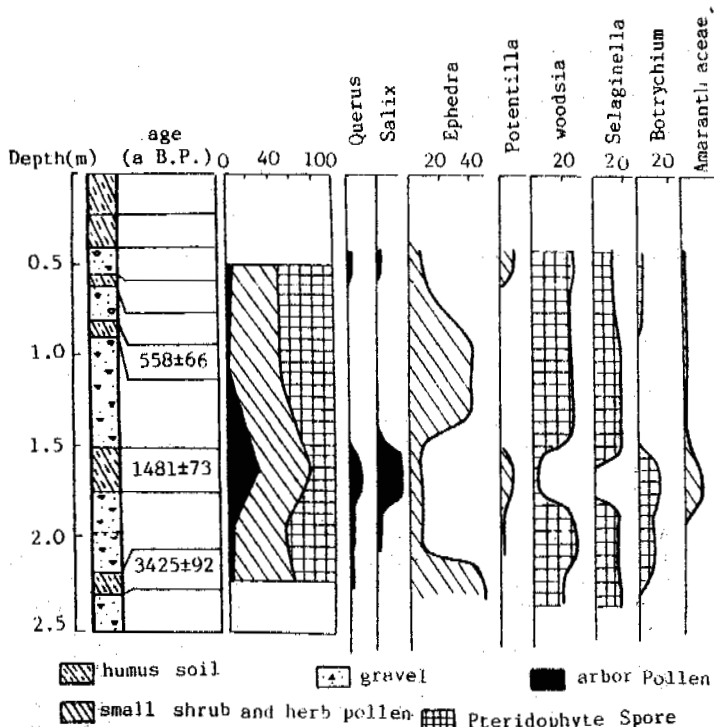 Querus
Salix
Ephedra
Potentilla
woodsia
Selaginella
Botrychium
Amaranthaceae
age
Depth(m) (a B.P.) 0 40 100 20 40 20 20 20
0.5
1.0
558±66
1.5
1481±73
2.0
3425±92
2.5
humus soil gravel arbor Pollen
small shrub and herb pollen Pteridophyte Spore